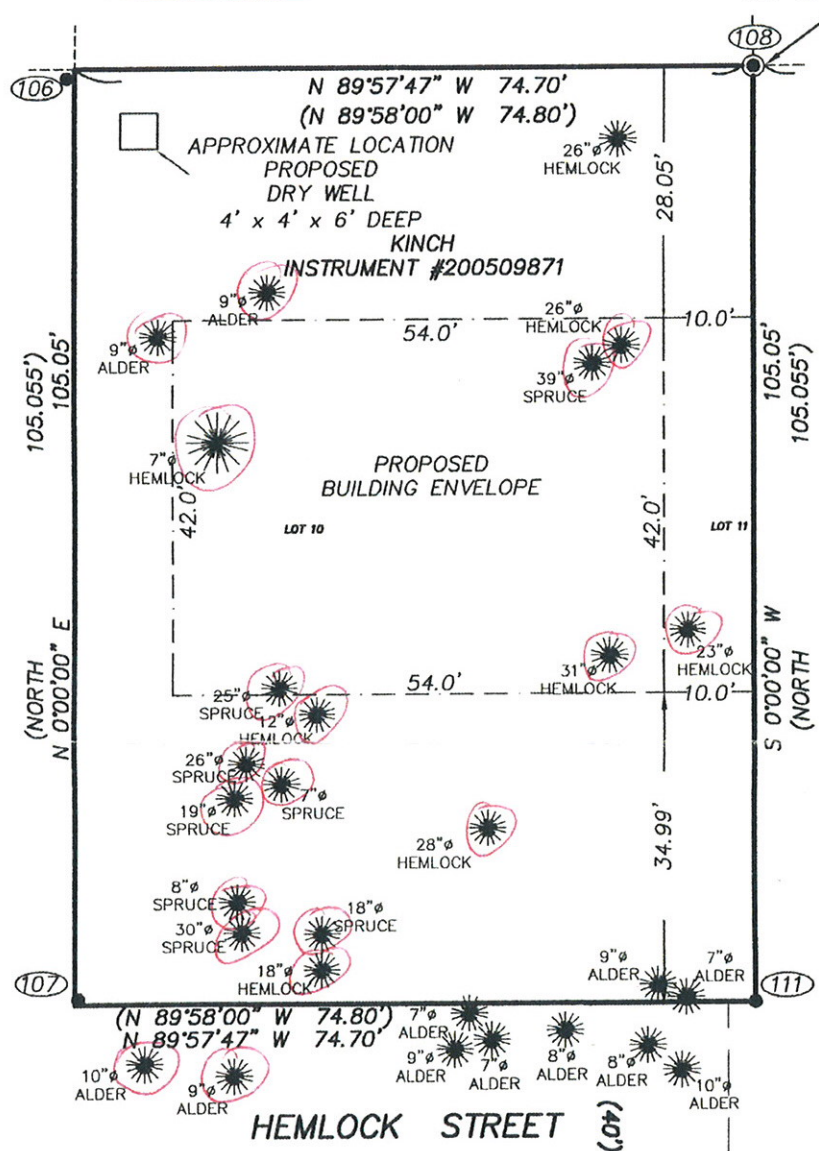 108
106
N 89°57'47" W 74.70'
(N 89°58'00" W 74.80')
26"ø
HEMLOCK
APPROXIMATE LOCATION
PROPOSED
DRY WELL
4' x 4' x 6' DEEP
28.05'
KINCH
INSTRUMENT #200509871
9"ø
ALDER
26"ø
HEMLOCK
10.0'
54.0'
9"ø
ALDER
39"ø
SPRUCE
105.055')
105.05'
105.05'
105.055')
7"ø
HEMLOCK
PROPOSED
BUILDING ENVELOPE
42.0'
LOT 10
42.0'
LOT 11
(NORTH
N 0°00'00" E
S 0°00'00" W
(NORTH
23"ø
HEMLOCK
31"ø
HEMLOCK
54.0'
10.0'
25"ø
SPRUCE
12"ø
HEMLOCK
26"ø
SPRUCE
7"ø
SPRUCE
19"ø
SPRUCE
28"ø
HEMLOCK
34.99'
8"ø
SPRUCE
18"ø
SPRUCE
30"ø
SPRUCE
18"ø
HEMLOCK
9"ø
ALDER
7"ø
ALDER
107
111
(N 89°58'00" W 74.80')
N 89°57'47" W 74.70'
7"ø
ALDER
9"ø
ALDER
7"ø
ALDER
8"ø
ALDER
8"ø
ALDER
10"ø
ALDER
10"ø
ALDER
9"ø
ALDER
HEMLOCK STREET (40')